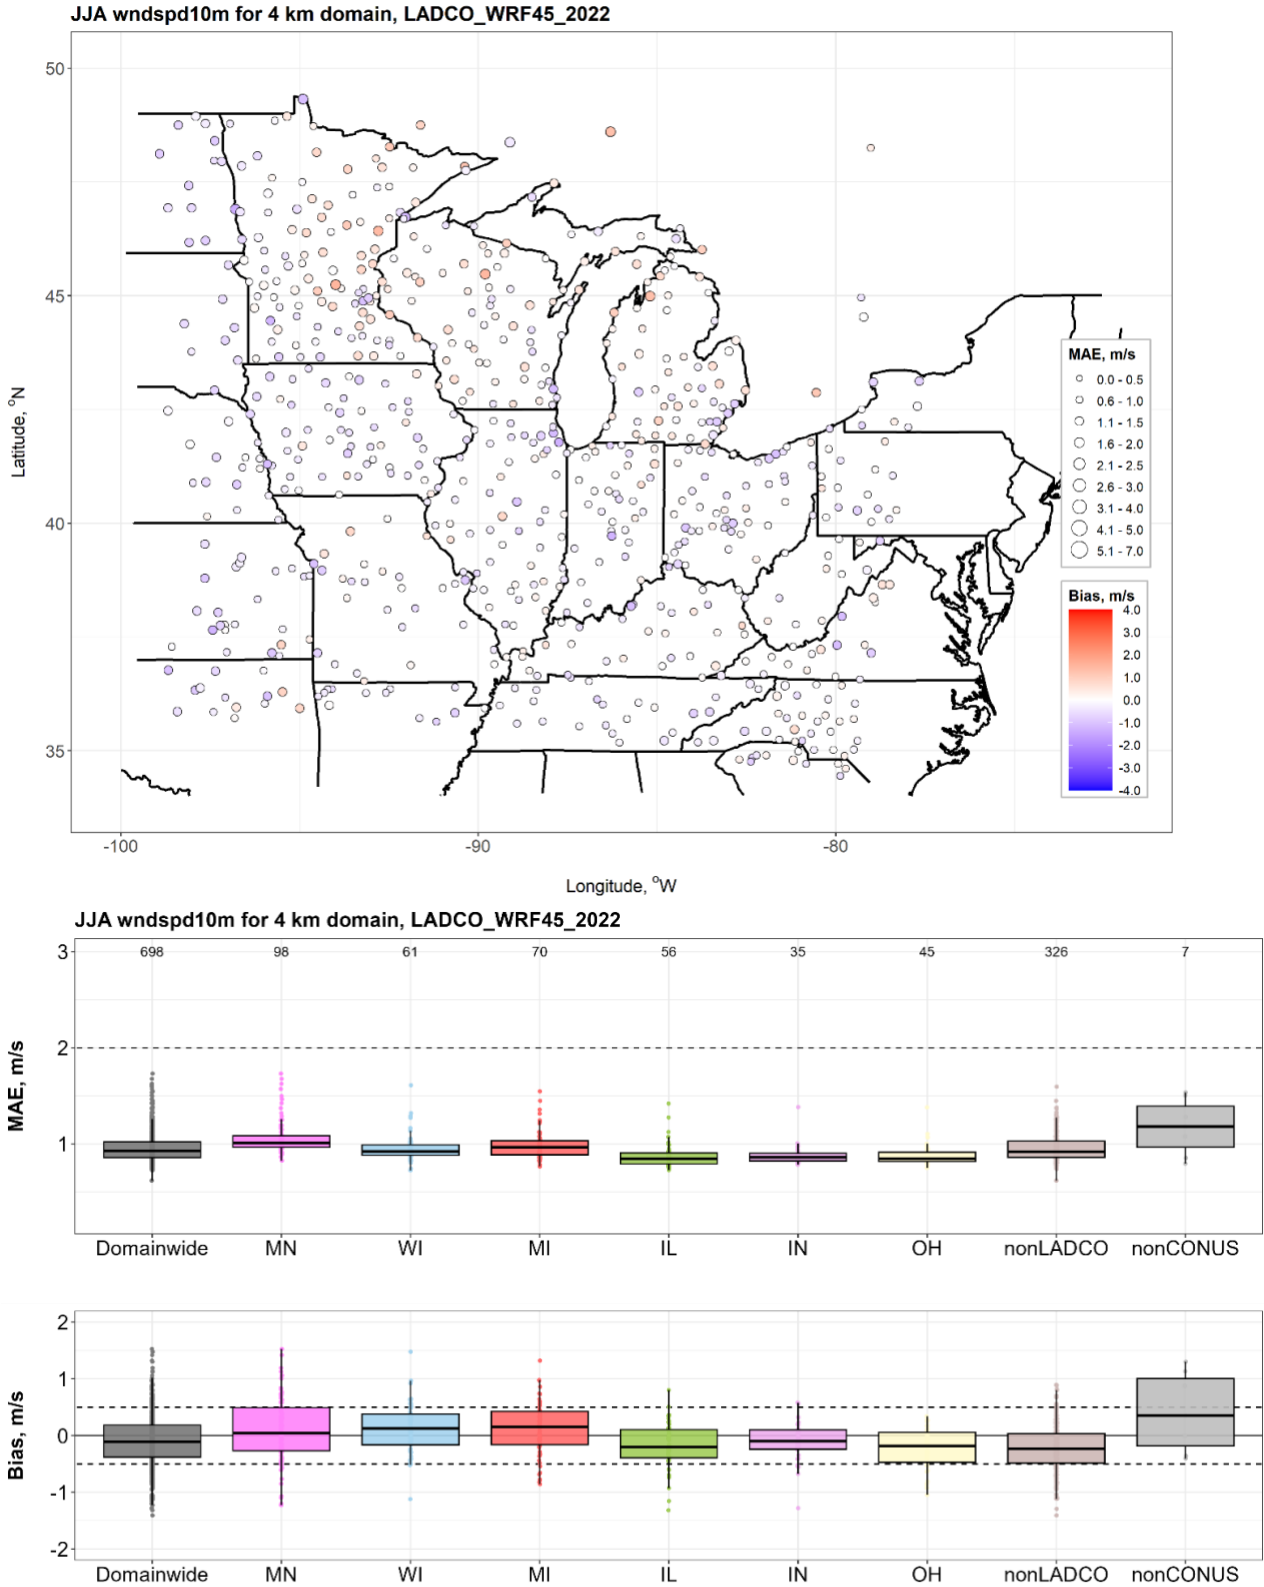 JJA wndspd10m for 4 km domain, LADCO_WRF45_2022
50
45
40
35
Latitude, °N
-100
-90
-80
Longitude, °W
MAE, m/s
0.0 - 0.5
0.6 - 1.0
1.1 - 1.5
1.6 - 2.0
2.1 - 2.5
2.6 - 3.0
3.1 - 4.0
4.1 - 5.0
5.1 - 7.0
Bias, m/s
4.0
3.0
2.0
1.0
0.0
-1.0
-2.0
-3.0
-4.0
JJA wndspd10m for 4 km domain, LADCO_WRF45_2022
698 98 61 70 56 35 45 326 7
3
2
1
MAE, m/s
Domainwide MN WI MI IL IN OH nonLADCO nonCONUS
2
1
0
-1
-2
Bias, m/s
Domainwide MN WI MI IL IN OH nonLADCO nonCONUS